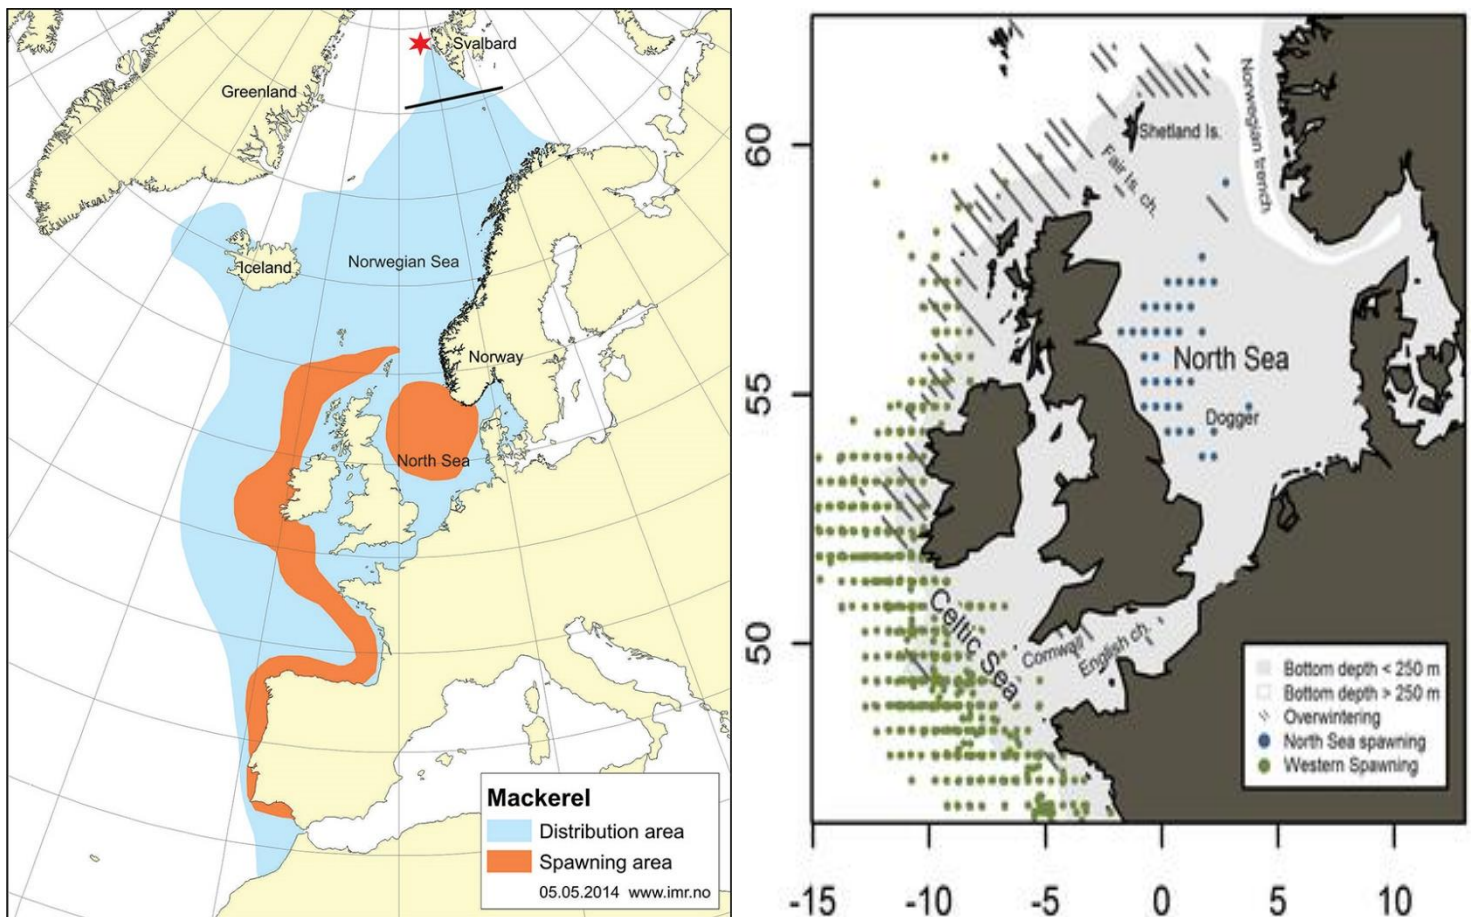 Svalbard
Greenland
Iceland
Norwegian Sea
Norway
North Sea
Mackerel
Distribution area
Spawning area
05.05.2014 www.imr.no
60
55
50
Norwegian trench
Shetland Is.
Fair Is. ch.
North Sea
Dogger
Celtic Sea
Cornwall
English ch.
Bottom depth < 250 m
Bottom depth > 250 m
Overwintering
North Sea spawning
Western Spawning
-15 -10 -5 0 5 10